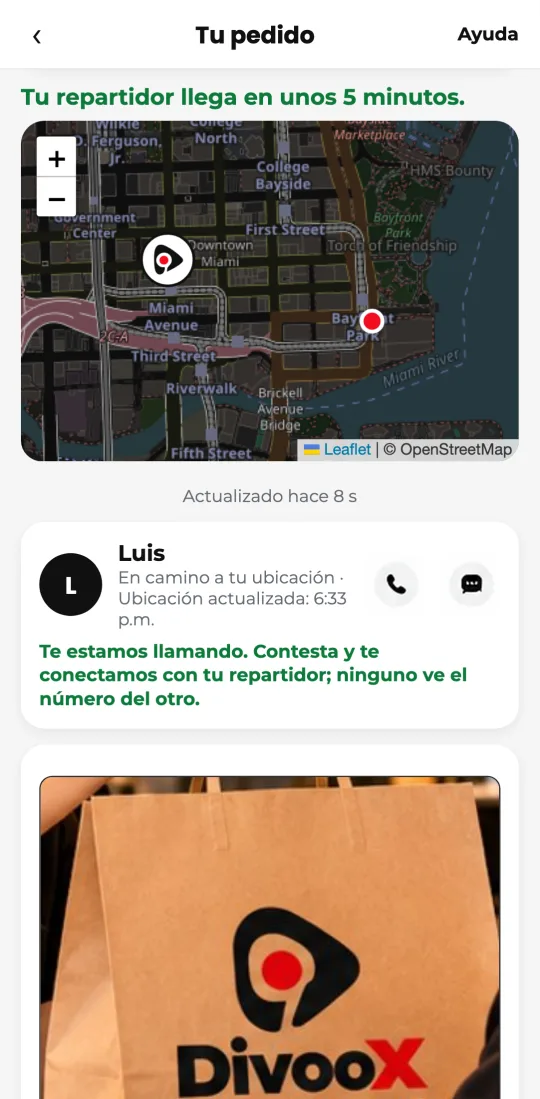 ‹ Tu pedido Ayuda
Tu repartidor llega en unos 5 minutos.
Wilkie
D. Ferguson,
Jr.
College
North
Bayside
Marketplace
+
−
College
Bayside
HMS Bounty
Government
Center
First Street
Bayfront
Park
Torch of Friendship
Downtown
Miami
Miami
Avenue
Park
2C-A
Third Street
Miami River
Riverwalk
Brickell
Avenue
Bridge
Fifth Street
Leaflet | © OpenStreetMap
Actualizado hace 8 s
L
Luis
En camino a tu ubicación ·
Ubicación actualizada: 6:33
p.m.
Te estamos llamando. Contesta y te
conectamos con tu repartidor; ninguno ve el
número del otro.
DivooX